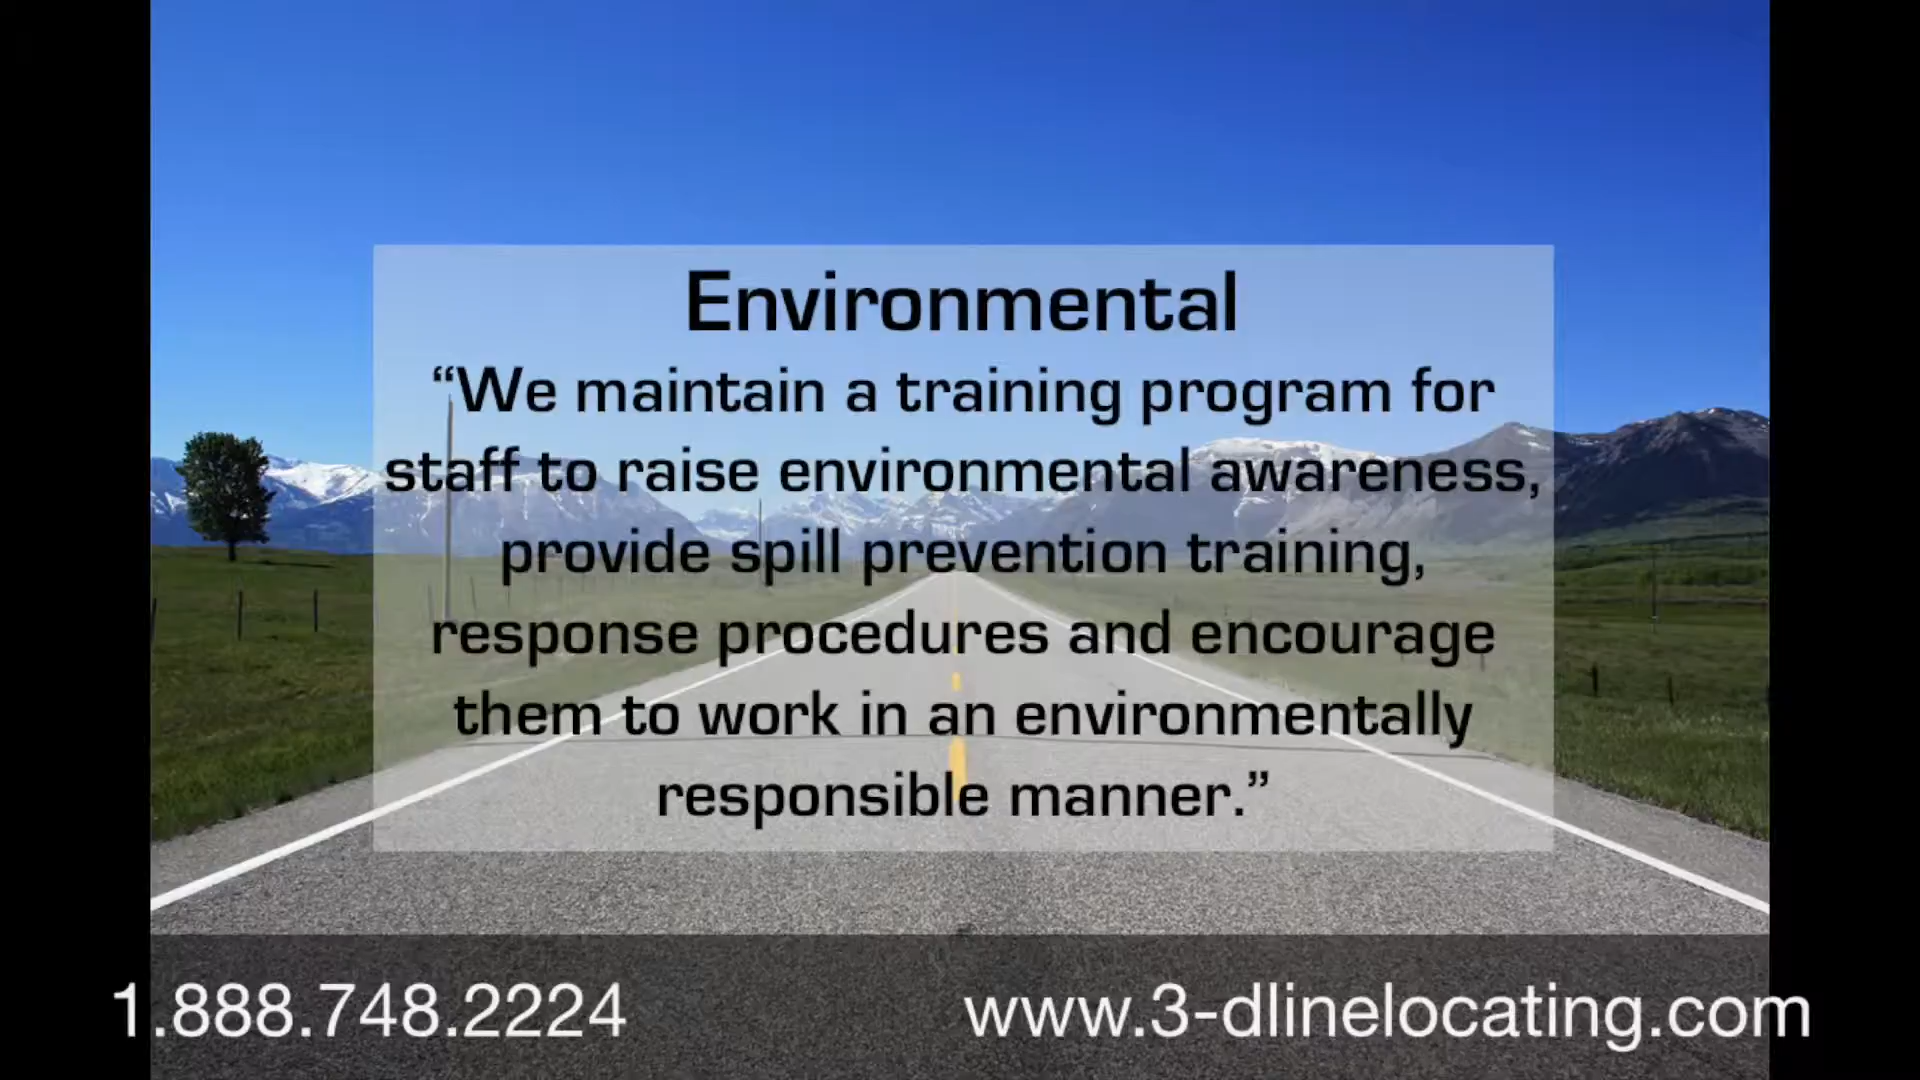 Environmental
“We maintain a training program for
staff to raise environmental awareness,
provide spill prevention training,
response procedures and encourage
them to work in an environmentally
responsible manner.”
1.888.748.2224
www.3-dlinelocating.com